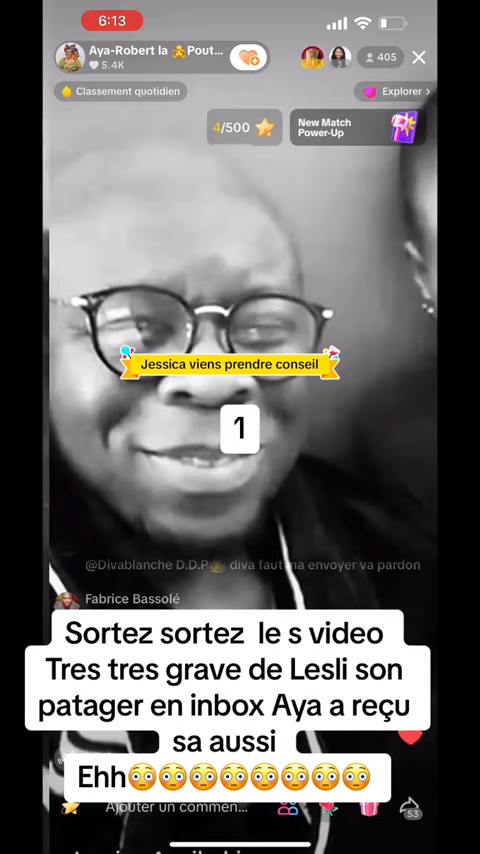 6:13
Aya-Robert la 🤷Pout...
5.4K
405
Classement quotidien
Explorer >
4/500
New Match
Power-Up
Jessica viens prendre conseil
1
diva faut
envoyer va pardon
Fabrice Bassolé
Sortez sortez le s video
Tres tres grave de Lesli son
patager en inbox Aya a reçu
sa aussi
Ehh😳😳😳😳😳😳😳😳
Ajouter un commen...
53